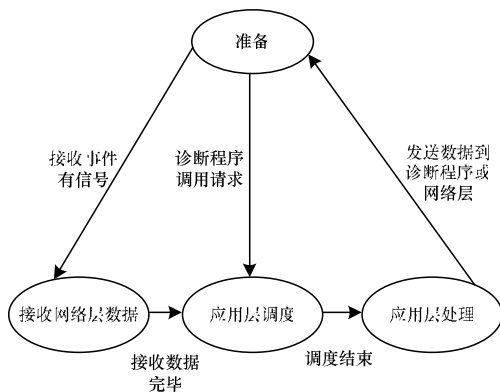 准备
接收事件
有信号
诊断程序
调用请求
发送数据到
诊断程序或
网络层
接收网络层数据
应用层调度
应用层处理
接收数据
完毕
调度结束